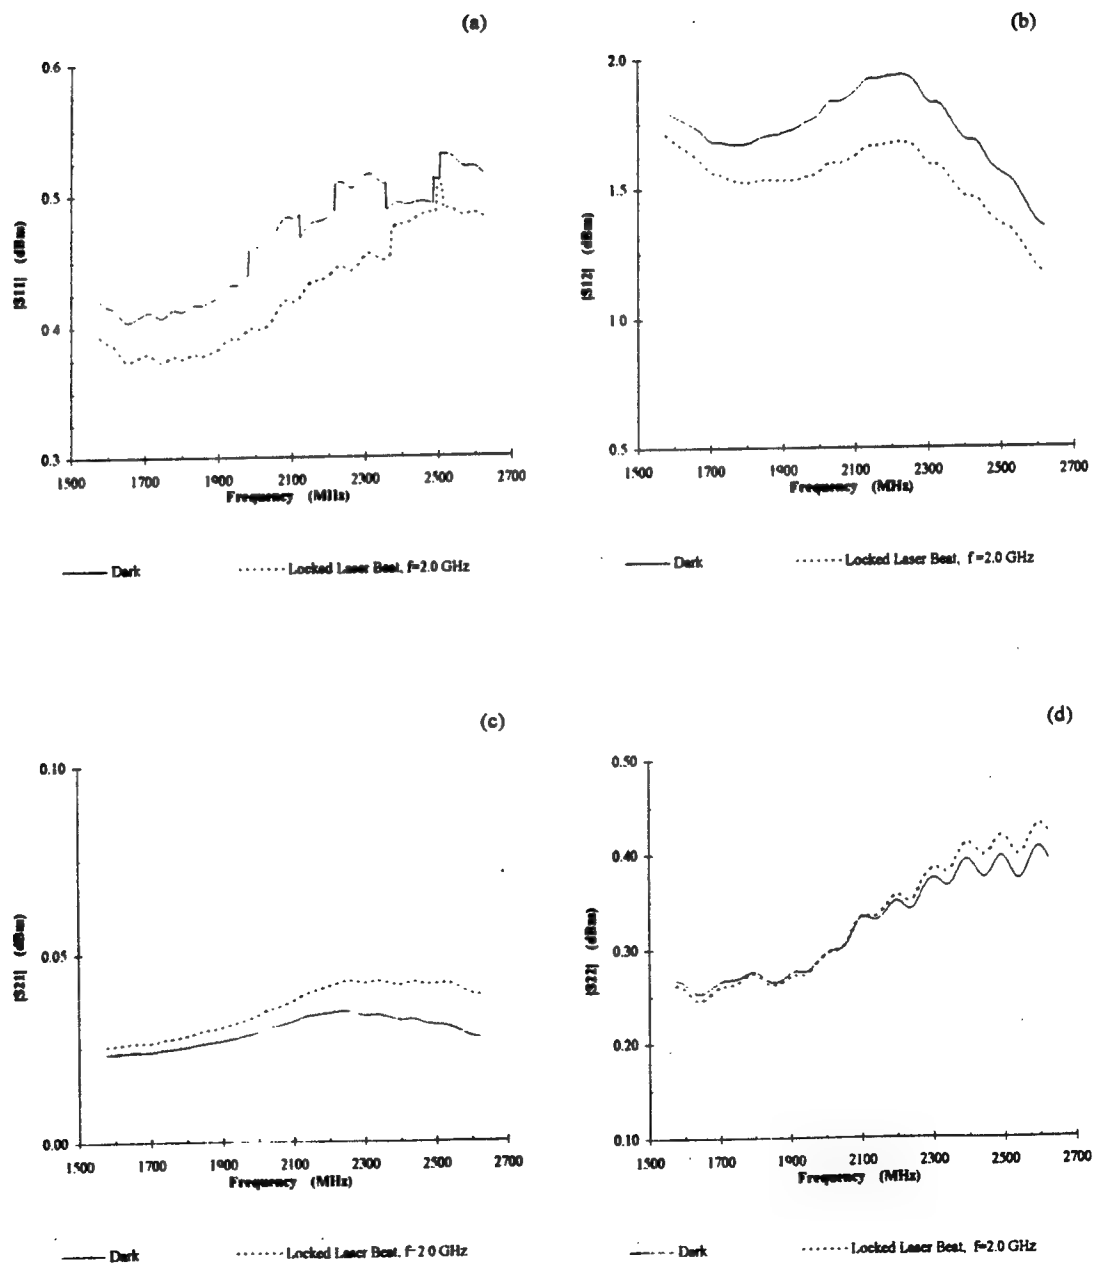 (a)
0.6
0.5
0.4
0.3
|S11| (dBm)
1500 1700 1900 2100 2300 2500 2700
Frequency (MHz)
Dark Locked Laser Beat, f=2.0 GHz
(b)
2.0
1.5
1 0
0.5
|S12| (dBm)
1500 1700 1900 2100 2300 2500 2700
Frequency (MHz)
Dark Locked Laser Beat, f=2.0 GHz
(c)
0.10
0.05
0.00
|S21| (dBm)
1500 1700 1900 2100 2300 2500 2700
Frequency (MHz)
Dark Locked Laser Beat, f=2 0 GHz
(d)
0.50
0.40
0.30
0.20
0.10
|S22| (dBm)
1500 1700 1900 2100 2300 2500 2700
Frequency (MHz)
Dark Locked Laser Beat, f=2.0 GHz